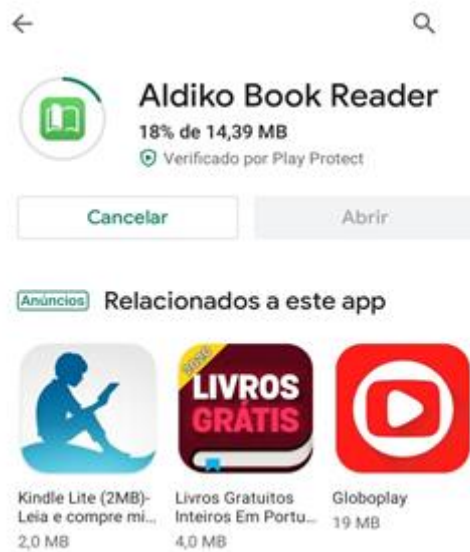 Aldiko Book Reader
18% de 14,39 MB
Verificado por Play Protect
Cancelar
Abrir
Anúncios Relacionados a este app
2020
LIVROS
GRÁTIS
Kindle Lite (2MB)-
Leia e compre mi...
2,0 MB
Livros Gratuitos
Inteiros Em Portu...
4,0 MB
Globoplay
19 MB